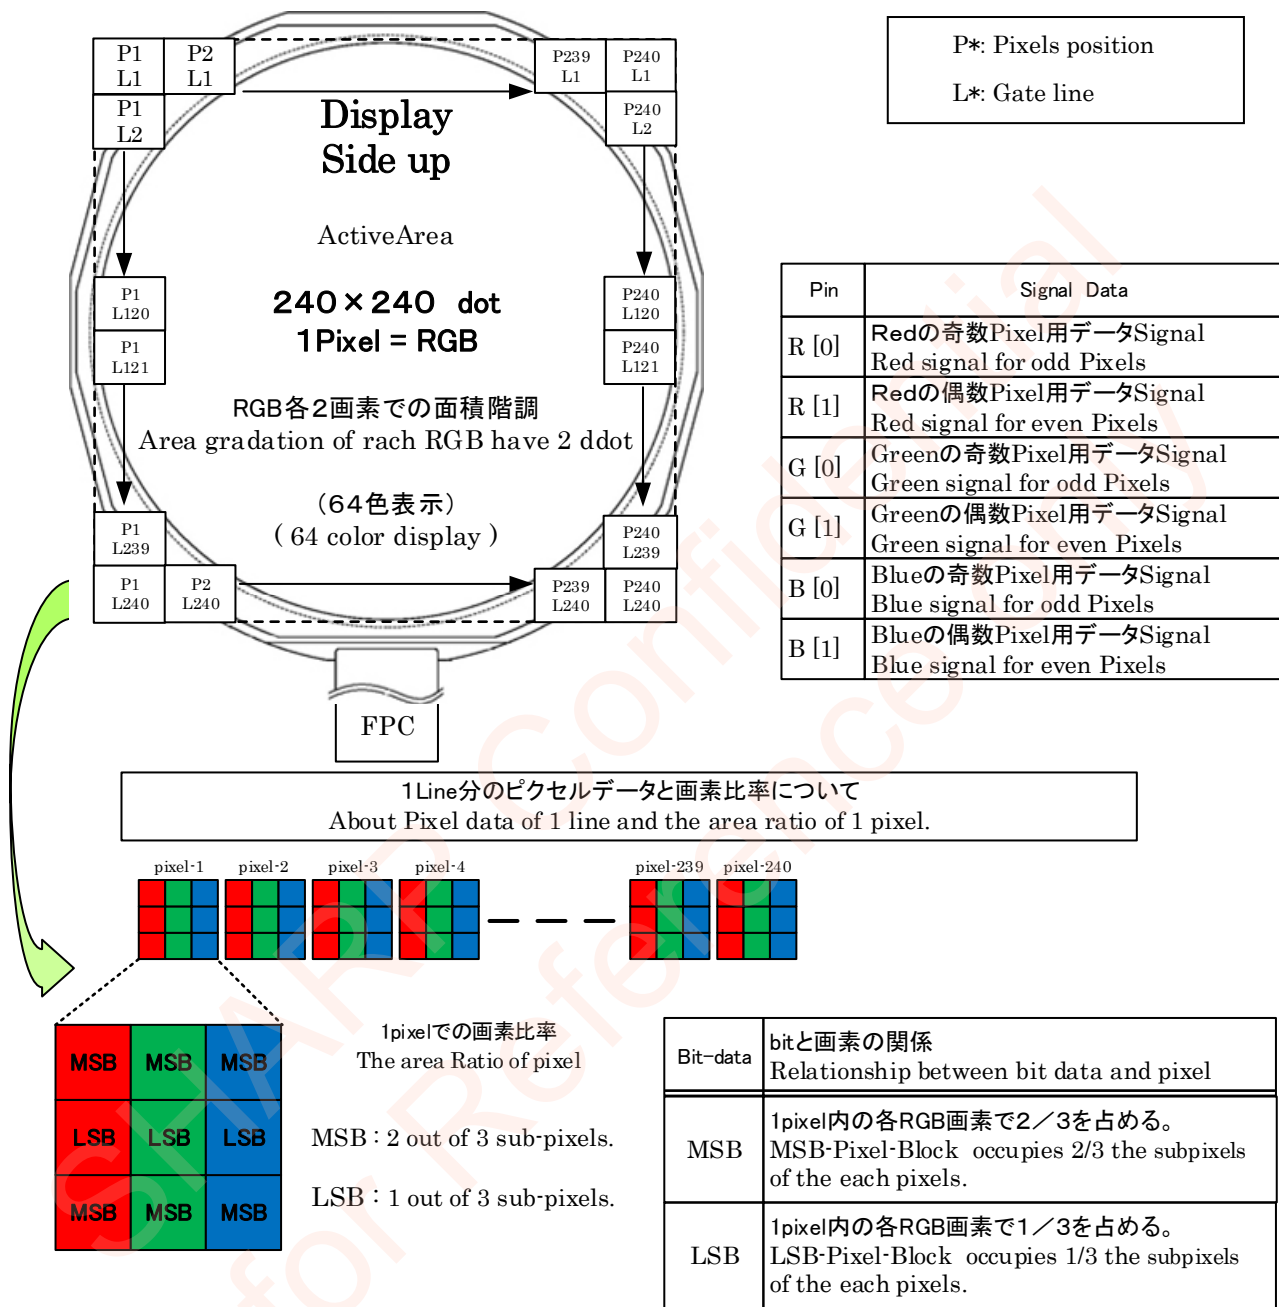 P*: Pixels position
L*: Gate line
P1
L1
P2
L1
P239
L1
P240
L1
P1
L2
P240
L2
Display
Side up
ActiveArea
240×240 dot
1Pixel = RGB
P1
L120
P240
L120
P1
L121
P240
L121
RGB各2画素での面積階調
Area gradation of rach RGB have 2 ddot
(64色表示)
( 64 color display )
P1
L239
P240
L239
P1
L240
P2
L240
P239
L240
P240
L240
FPC
Pin
Signal Data
R [0]
Redの奇数Pixel用データSignal
Red signal for odd Pixels
R [1]
Redの偶数Pixel用データSignal
Red signal for even Pixels
G [0]
Greenの奇数Pixel用データSignal
Green signal for odd Pixels
G [1]
Greenの偶数Pixel用データSignal
Green signal for even Pixels
B [0]
Blueの奇数Pixel用データSignal
Blue signal for odd Pixels
B [1]
Blueの偶数Pixel用データSignal
Blue signal for even Pixels
1Line分のピクセルデータと画素比率について
About Pixel data of 1 line and the area ratio of 1 pixel.
pixel-1
pixel-2
pixel-3
pixel-4
pixel-239
pixel-240
MSB MSB MSB
LSB LSB LSB
MSB MSB MSB
1pixelでの画素比率
The area Ratio of pixel
MSB : 2 out of 3 sub-pixels.
LSB : 1 out of 3 sub-pixels.
Bit-data
bitと画素の関係
Relationship between bit data and pixel
MSB
1pixel内の各RGB画素で2/3を占める。
MSB-Pixel-Block occupies 2/3 the subpixels
of the each pixels.
LSB
1pixel内の各RGB画素で1/3を占める。
LSB-Pixel-Block occupies 1/3 the subpixels
of the each pixels.
SHARP Confidential
for Reference only